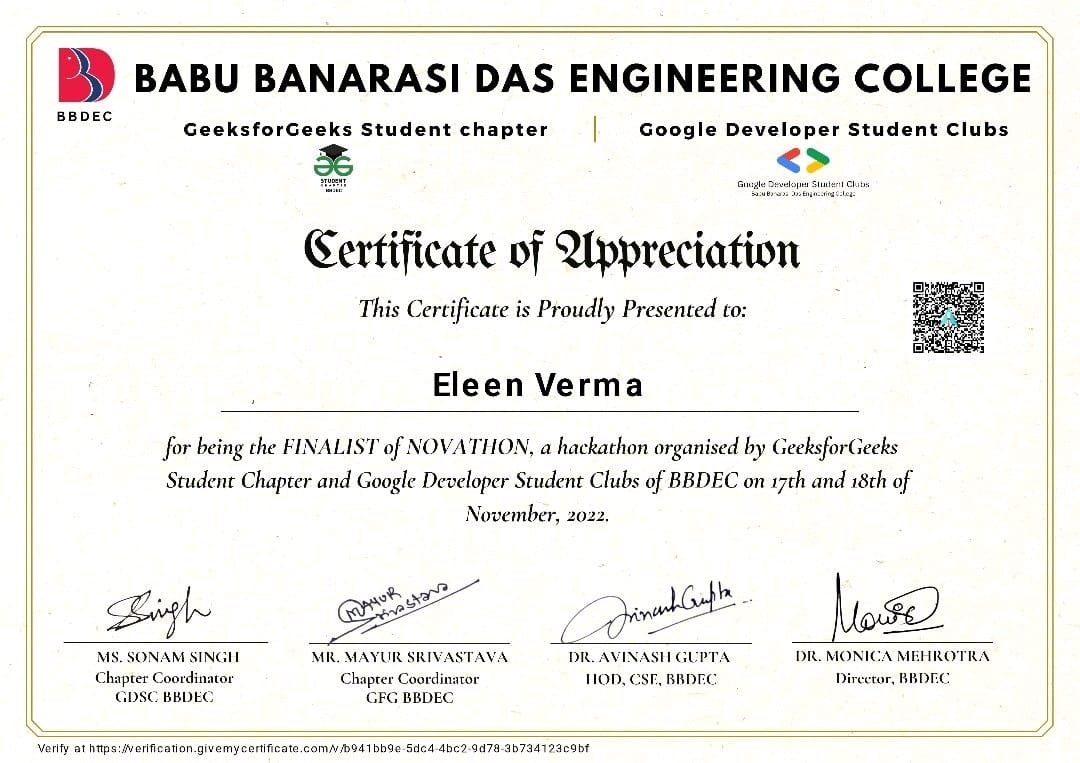 BABU BANARASI DAS ENGINEERING COLLEGE
BBDEC
GeeksforGeeks Student chapter | Google Developer Student Clubs
STUDENT
CHAPTER
BBDEC
Google Developer Student Clubs
Babu Banarasi Das Engineering College
Certificate of Appreciation
This Certificate is Proudly Presented to:
Eleen Verma
for being the FINALIST of NOVATHON, a hackathon organised by GeeksforGeeks
Student Chapter and Google Developer Student Clubs of BBDEC on 17th and 18th of
November, 2022.
Singh
MAYUR
Srivastava
Avinash Gupta
MS. SONAM SINGH
Chapter Coordinator
GDSC BBDEC
MR. MAYUR SRIVASTAVA
Chapter Coordinator
GFG BBDEC
DR. AVINASH GUPTA
HOD, CSE, BBDEC
DR. MONICA MEHROTRA
Director, BBDEC
Verify at https://verification.givemycertificate.com/v/b941bb9e-5dc4-4bc2-9d78-3b734123c9bf